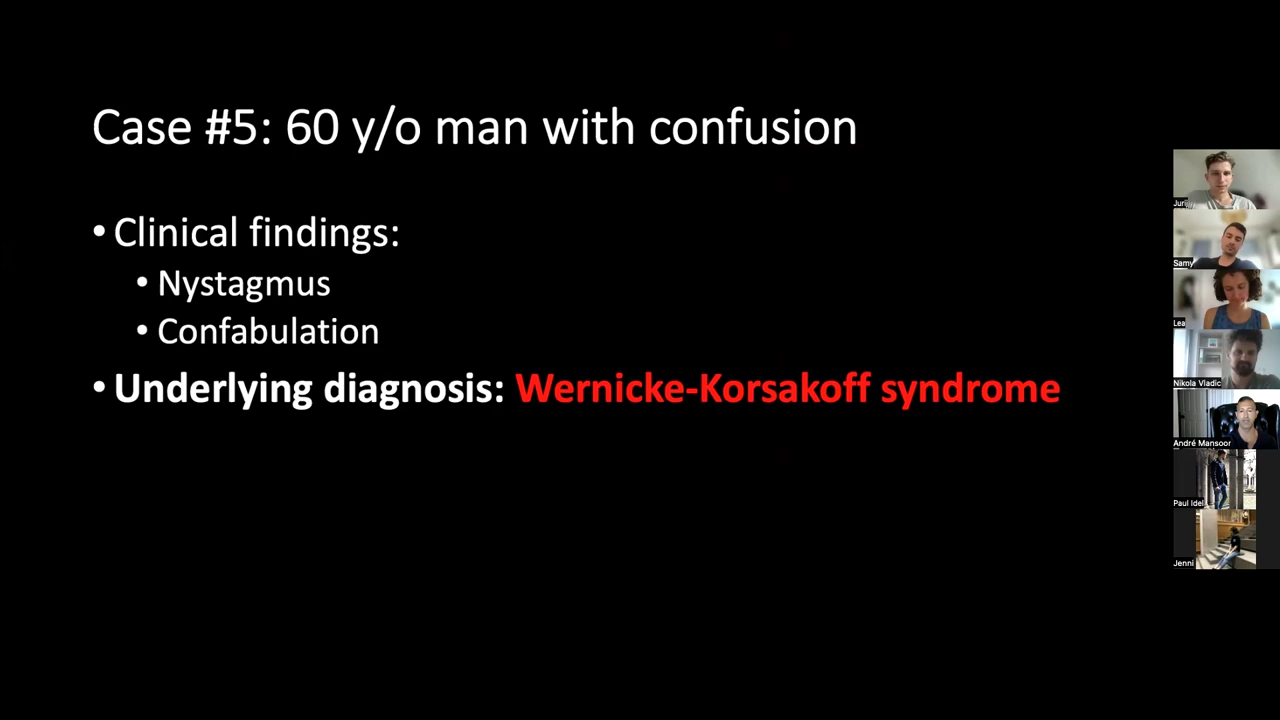 Case #5: 60 y/o man with confusion
• Clinical findings:
• Nystagmus
• Confabulation
• Underlying diagnosis: Wernicke-Korsakoff syndrome
Jurij
Samy
Lea
Nikola Vladic
André Mansoor
Paul Idel
Jenni